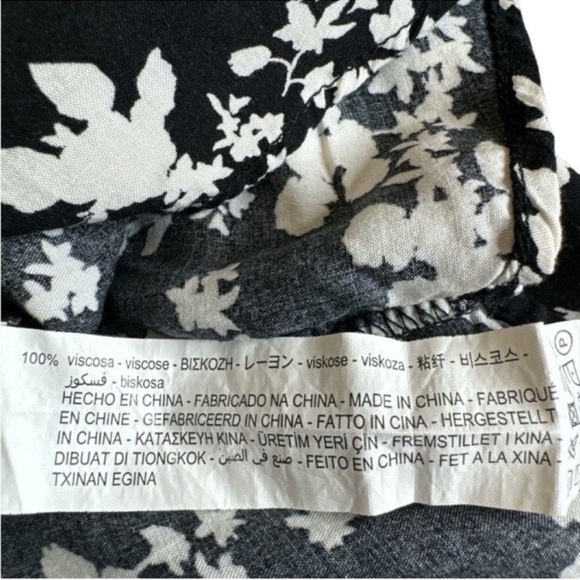 100% viscosa - viscose - ΒΙΣΚΟΖΗ - レーヨン - viskose - viskoza - 粘纤 - 비스코스 -
فسكوز - biskosa
HECHO EN CHINA - FABRICADO NA CHINA - MADE IN CHINA - FABRIQUÉ
EN CHINE - GEFABRICEERD IN CHINA - FATTO IN CINA - HERGESTELLT
IN CHINA - ΚΑΤΑΣΚΕΥΗ ΚΙΝΑ - ÜRETİM YERİ ÇİN - FREMSTILLET I KINA -
DIBUAT DI TIONGKOK - صنع في الصين - FEITO EN CHINA - FET A LA XINA -
TXINAN EGINA
P